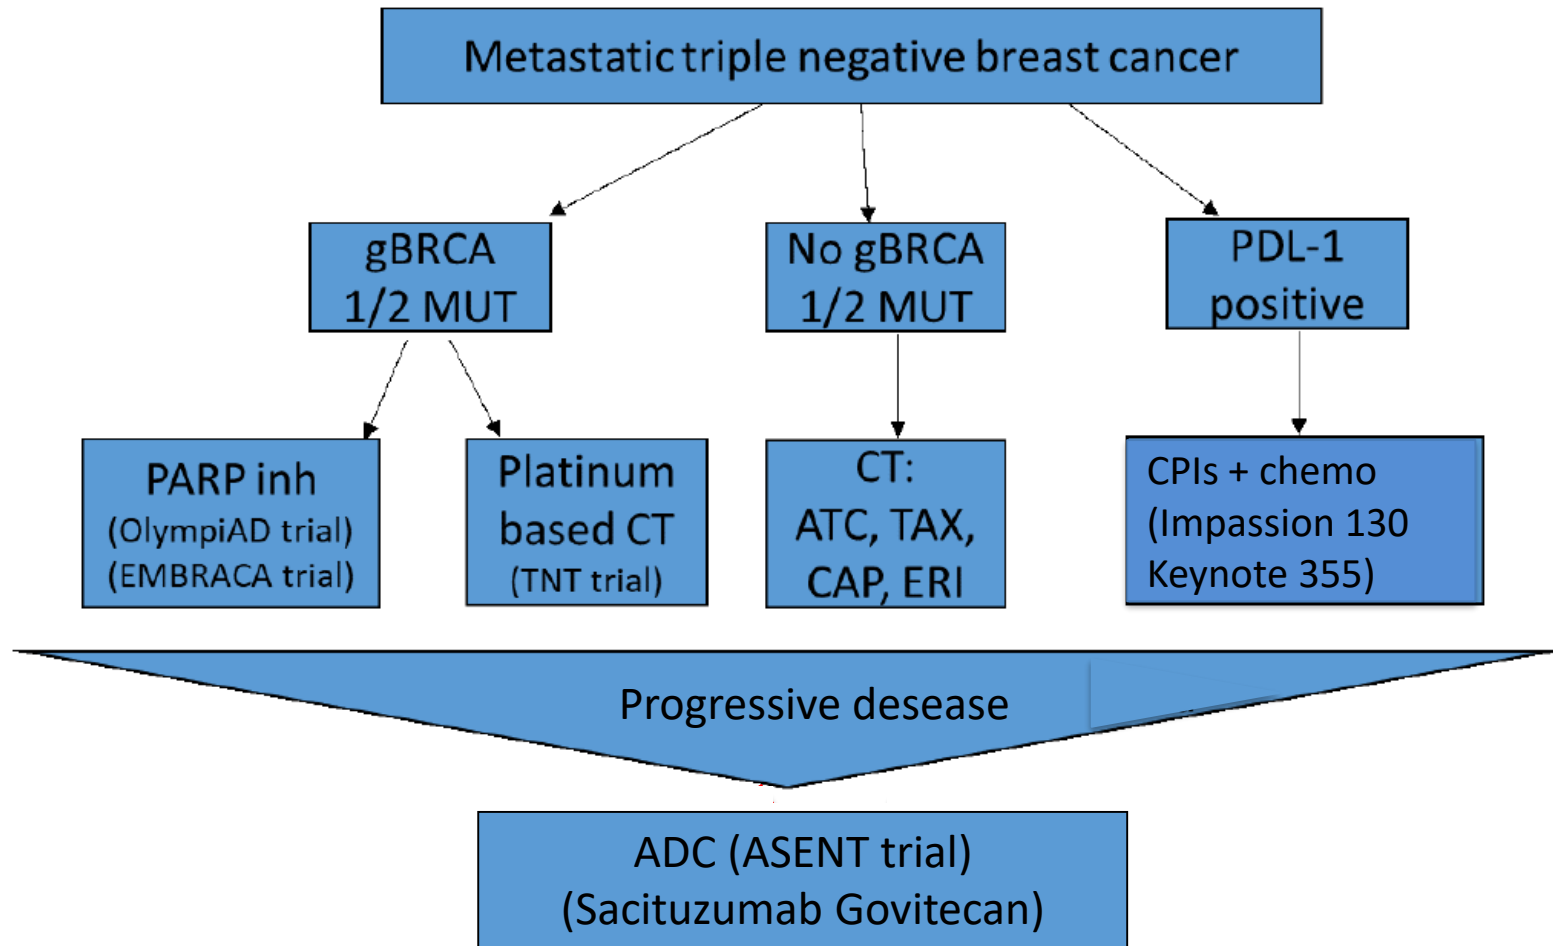 Metastatic triple negative breast cancer
gBRCA
1/2 MUT
No gBRCA
1/2 MUT
PDL-1
positive
PARP inh
(OlympiAD trial)
(EMBRACA trial)
Platinum
based CT
(TNT trial)
CT:
ATC, TAX,
CAP, ERI
CPIs + chemo
(Impassion 130
Keynote 355)
Progressive desease
ADC (ASENT trial)
(Sacituzumab Govitecan)